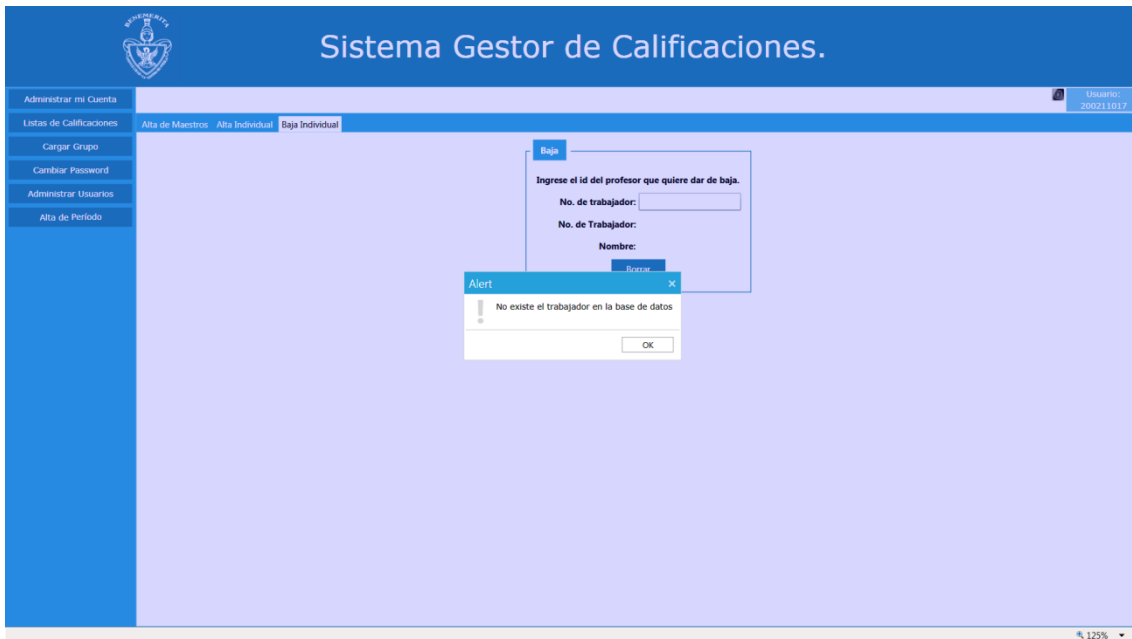 BENEMERITA
Sistema Gestor de Calificaciones.
Administrar mi Cuenta
Usuario:
200211017
Listas de Calificaciones
Alta de Maestros Alta Individual Baja Individual
Cargar Grupo
Cambiar Password
Administrar Usuarios
Alta de Período
Baja
Ingrese el id del profesor que quiere dar de baja.
No. de trabajador:
No. de Trabajador:
Nombre:
Borrar
Alert
No existe el trabajador en la base de datos
OK
125%